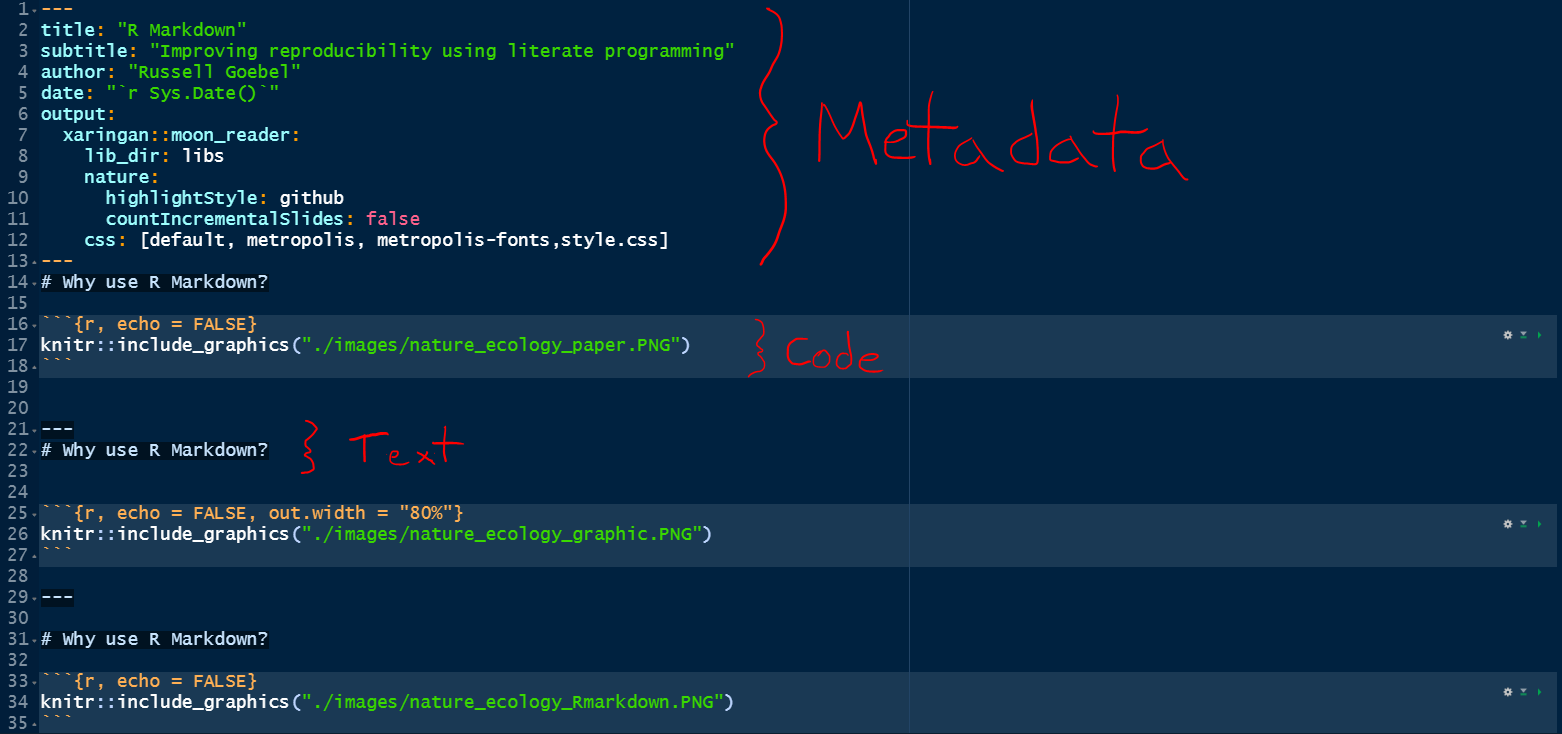 1 ---
2 title: "R Markdown"
3 subtitle: "Improving reproducibility using literate programming"
4 author: "Russell Goebel"
5 date: "`r Sys.Date()`"
6 output:
7   xaringan::moon_reader:
8     lib_dir: libs
9     nature:
10       highlightStyle: github
11       countIncrementalSlides: false
12     css: [default, metropolis, metropolis-fonts,style.css]
13 ---
Metadata
14 # Why use R Markdown?
15
16 ```{r, echo = FALSE}
17 knitr::include_graphics("./images/nature_ecology_paper.PNG")
18 ```
Code
19
20
21 ---
22 # Why use R Markdown?
Text
23
24
25 ```{r, echo = FALSE, out.width = "80%"}
26 knitr::include_graphics("./images/nature_ecology_graphic.PNG")
27 ```
28
29 ---
30
31 # Why use R Markdown?
32
33 ```{r, echo = FALSE}
34 knitr::include_graphics("./images/nature_ecology_Rmarkdown.PNG")
35 ```